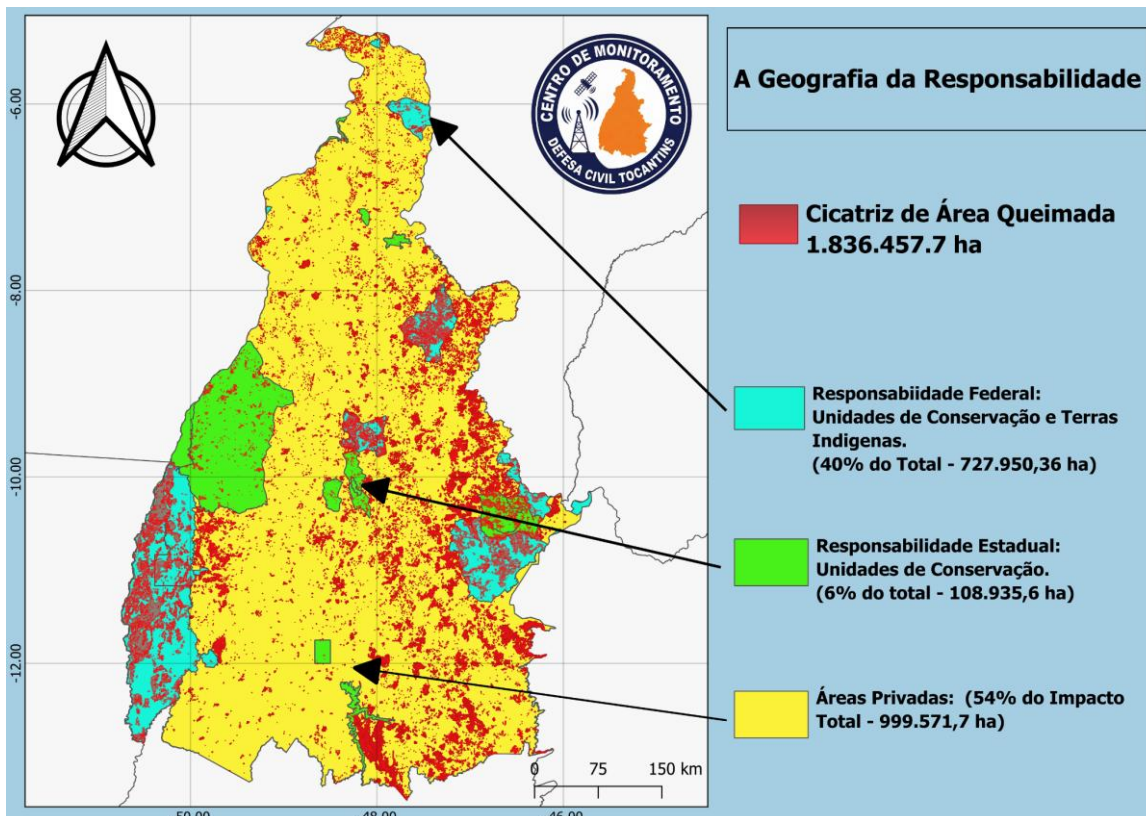 A Geografia da Responsabilidade
CENTRO DE MONITORAMENTO
DEFESA CIVIL TOCANTINS
Cicatriz de Área Queimada
1.836.457.7 ha
Responsabiidade Federal:
Unidades de Conservação e Terras
Indigenas.
(40% do Total - 727.950,36 ha)
Responsabilidade Estadual:
Unidades de Conservação.
(6% do total - 108.935,6 ha)
Áreas Privadas: (54% do Impacto
Total - 999.571,7 ha)
-6.00
-8.00
-10.00
-12.00
0 75 150 km
-50.00 -48.00 -46.00